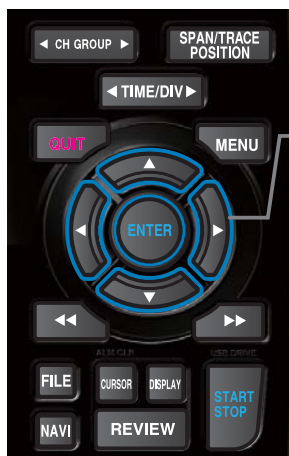 CH GROUP
SPAN/TRACE
POSITION
TIME/DIV
QUIT
MENU
ENTER
ALM CLR
USB DRIVE
FILE
CURSOR
DISPLAY
START
STOP
NAVI
REVIEW